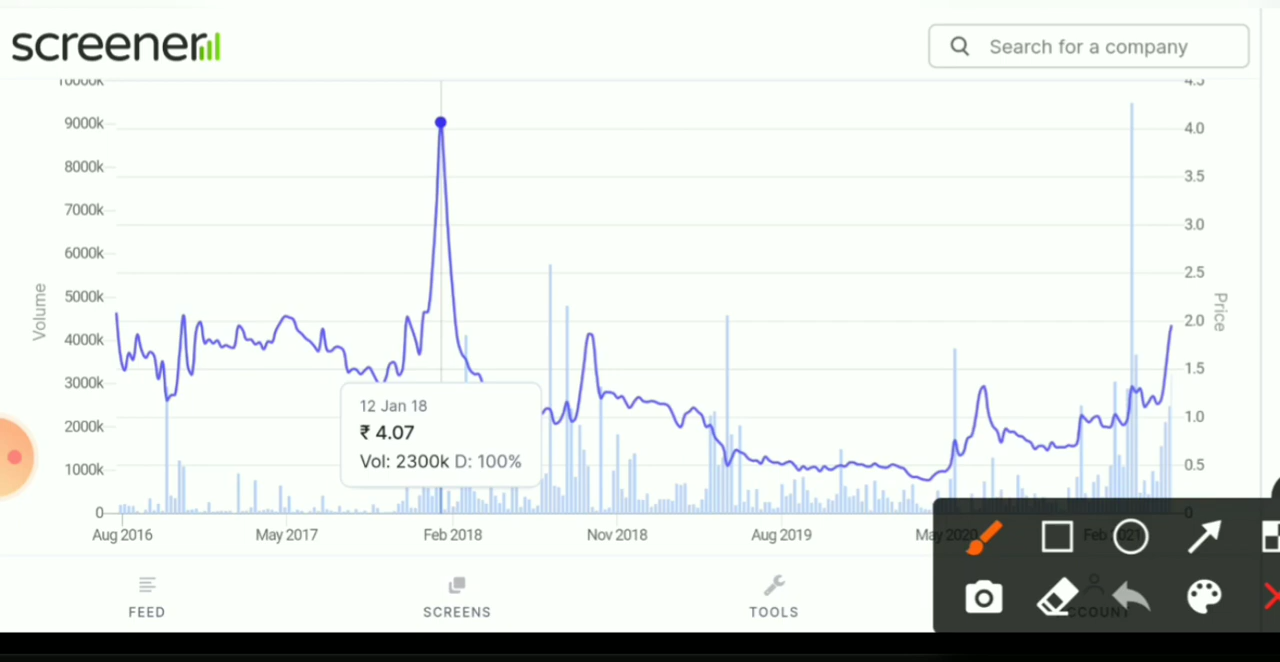 screener
Search for a company
10000k
4.5
9000k
4.0
8000k
3.5
7000k
3.0
6000k
2.5
5000k
Volume
Price
2.0
4000k
1.5
3000k
12 Jan 18
₹ 4.07
Vol: 2300k D: 100%
1.0
2000k
0.5
1000k
0
0
Aug 2016
May 2017
Feb 2018
Nov 2018
Aug 2019
May 2020
Feb 2021
FEED
SCREENS
TOOLS
CCOUNT